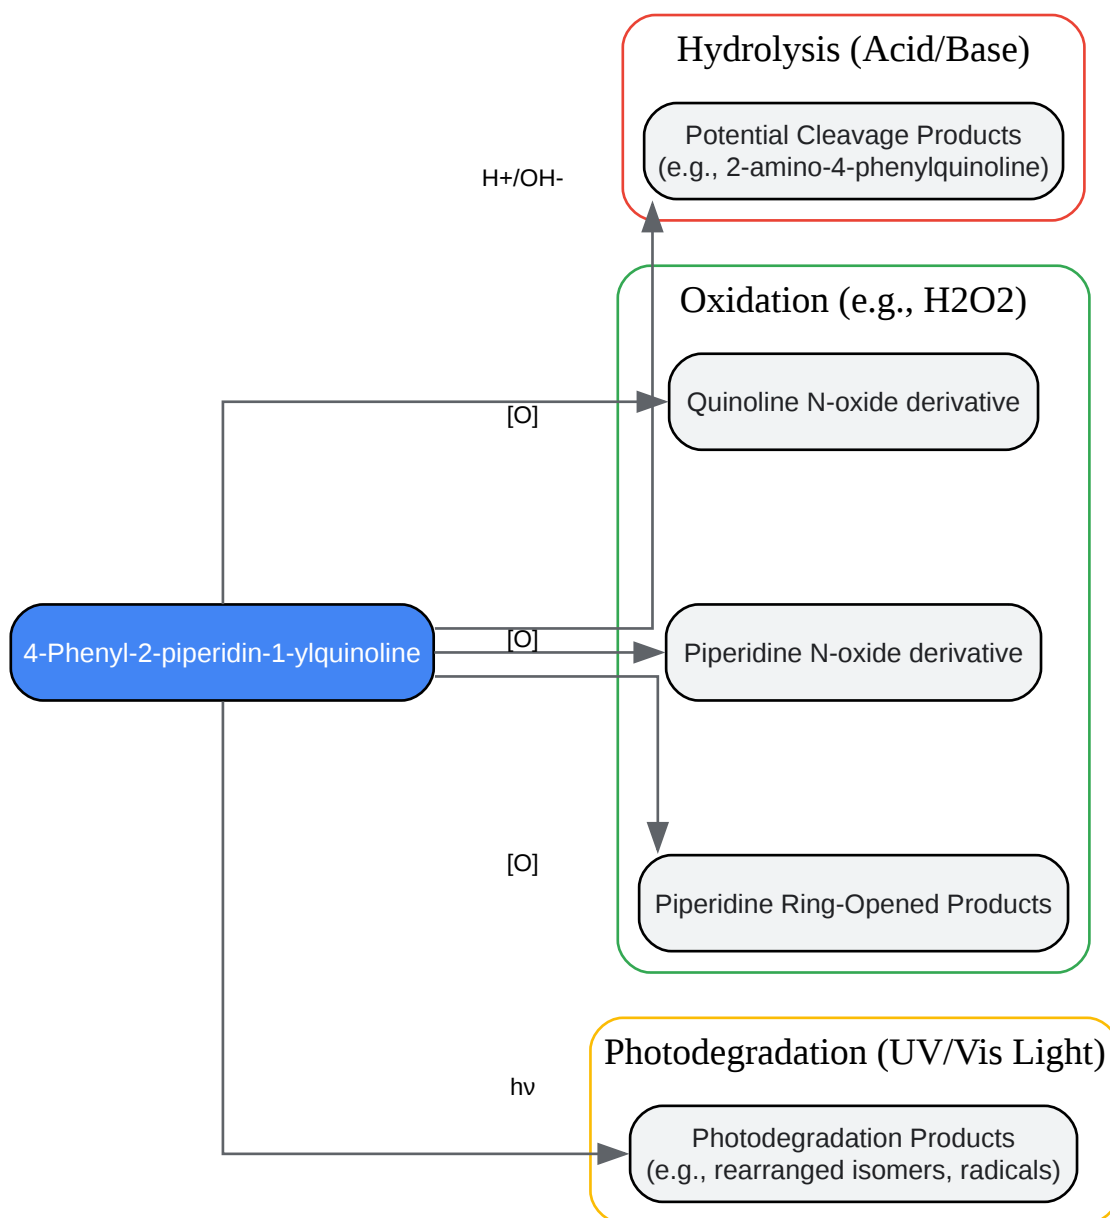 Hydrolysis (Acid/Base)
Potential Cleavage Products
(e.g., 2-amino-4-phenylquinoline)
H+/OH-
Oxidation (e.g., H2O2)
Quinoline N-oxide derivative
[O]
4-Phenyl-2-piperidin-1-ylquinoline
[O]
Piperidine N-oxide derivative
[O]
Piperidine Ring-Opened Products
Photodegradation (UV/Vis Light)
hν
Photodegradation Products
(e.g., rearranged isomers, radicals)